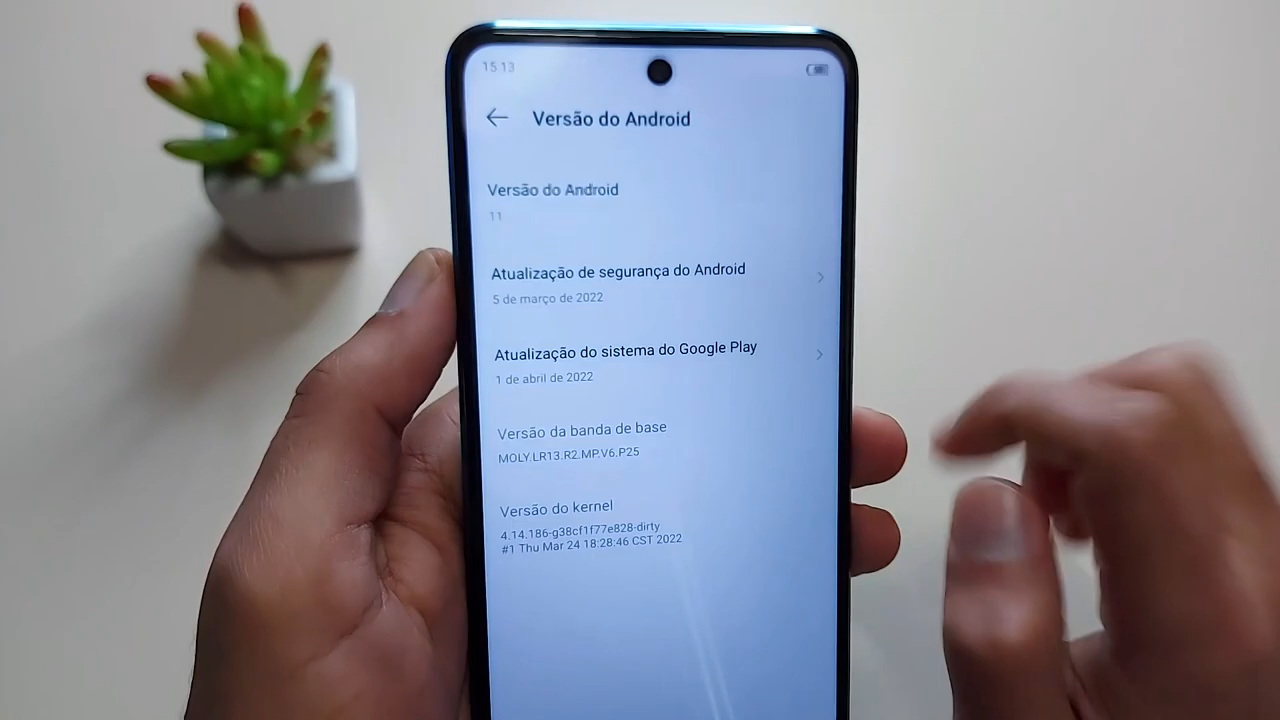 15:13
Versão do Android
Versão do Android
11
Atualização de segurança do Android
5 de março de 2022
Atualização do sistema do Google Play
1 de abril de 2022
Versão da banda de base
MOLY.LR13.R2.MP.V6.P25
Versão do kernel
4.14.186-g38cf1f77e828-dirty
#1 Thu Mar 24 18:28:46 CST 2022